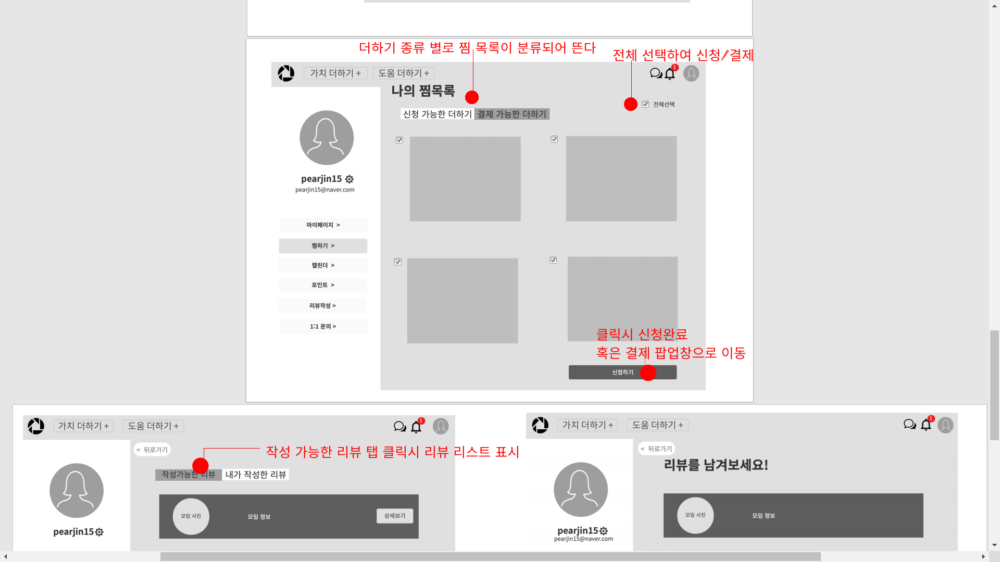 더하기 종류 별로 찜 목록이 분류되어 뜬다
전체 선택하여 신청/결제
가치 더하기 +
도움 더하기 +
1
나의 찜목록
전체선택
신청 가능한 더하기
결제 가능한 더하기
pearjin15
pearjin15@naver.com
마이페이지 >
찜하기 >
캘린더 >
포인트 >
리뷰작성 >
1:1 문의 >
클릭시 신청완료
혹은 결제 팝업창으로 이동
신청하기
가치 더하기 +
도움 더하기 +
1
< 뒤로가기
작성 가능한 리뷰 탭 클릭시 리뷰 리스트 표시
작성가능한 리뷰
내가 작성한 리뷰
모임 사진
모임 정보
상세보기
pearjin15
가치 더하기 +
도움 더하기 +
1
< 뒤로가기
리뷰를 남겨보세요!
모임 사진
모임 정보
pearjin15
pearjin15@naver.com